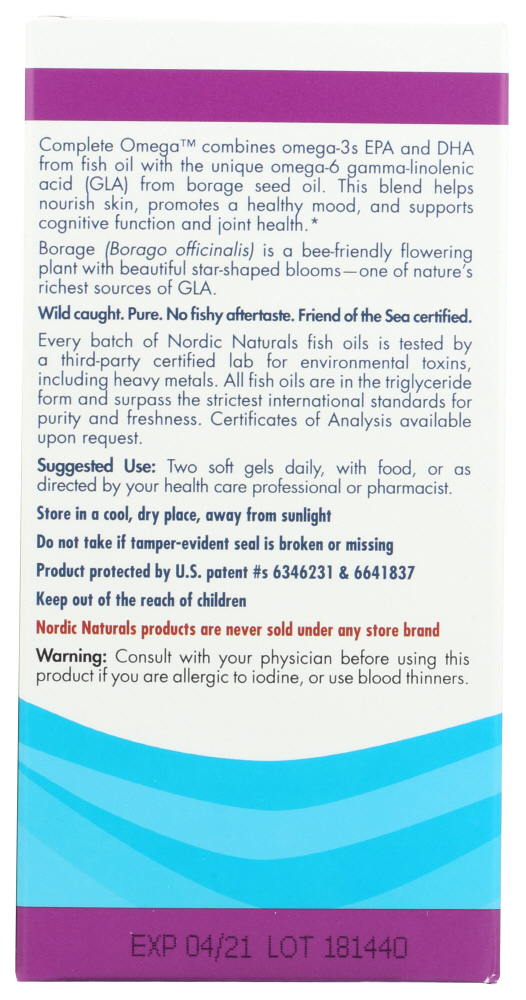 Complete Omega™ combines omega-3s EPA and DHA
from fish oil with the unique omega-6 gamma-linolenic
acid (GLA) from borage seed oil. This blend helps
nourish skin, promotes a healthy mood, and supports
cognitive function and joint health.*
Borage (Borago officinalis) is a bee-friendly flowering
plant with beautiful star-shaped blooms—one of nature's
richest sources of GLA.
Wild caught. Pure. No fishy aftertaste. Friend of the Sea certified.
Every batch of Nordic Naturals fish oils is tested by
a third-party certified lab for environmental toxins,
including heavy metals. All fish oils are in the triglyceride
form and surpass the strictest international standards for
purity and freshness. Certificates of Analysis available
upon request.
Suggested Use: Two soft gels daily, with food, or as
directed by your health care professional or pharmacist.
Store in a cool, dry place, away from sunlight
Do not take if tamper-evident seal is broken or missing
Product protected by U.S. patent #s 6346231 & 6641837
Keep out of the reach of children
Nordic Naturals products are never sold under any store brand
Warning: Consult with your physician before using this
product if you are allergic to iodine, or use blood thinners.
EXP 04/21 LOT 181440